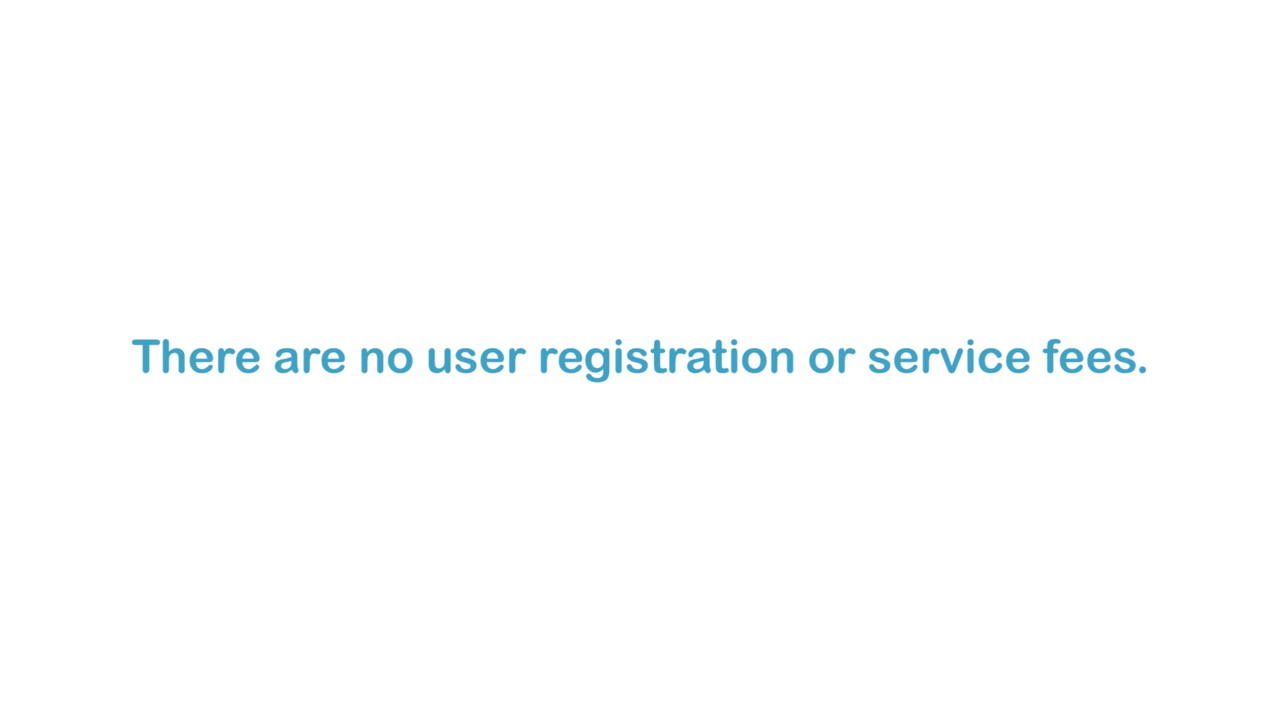 There are no user registration or service fees.